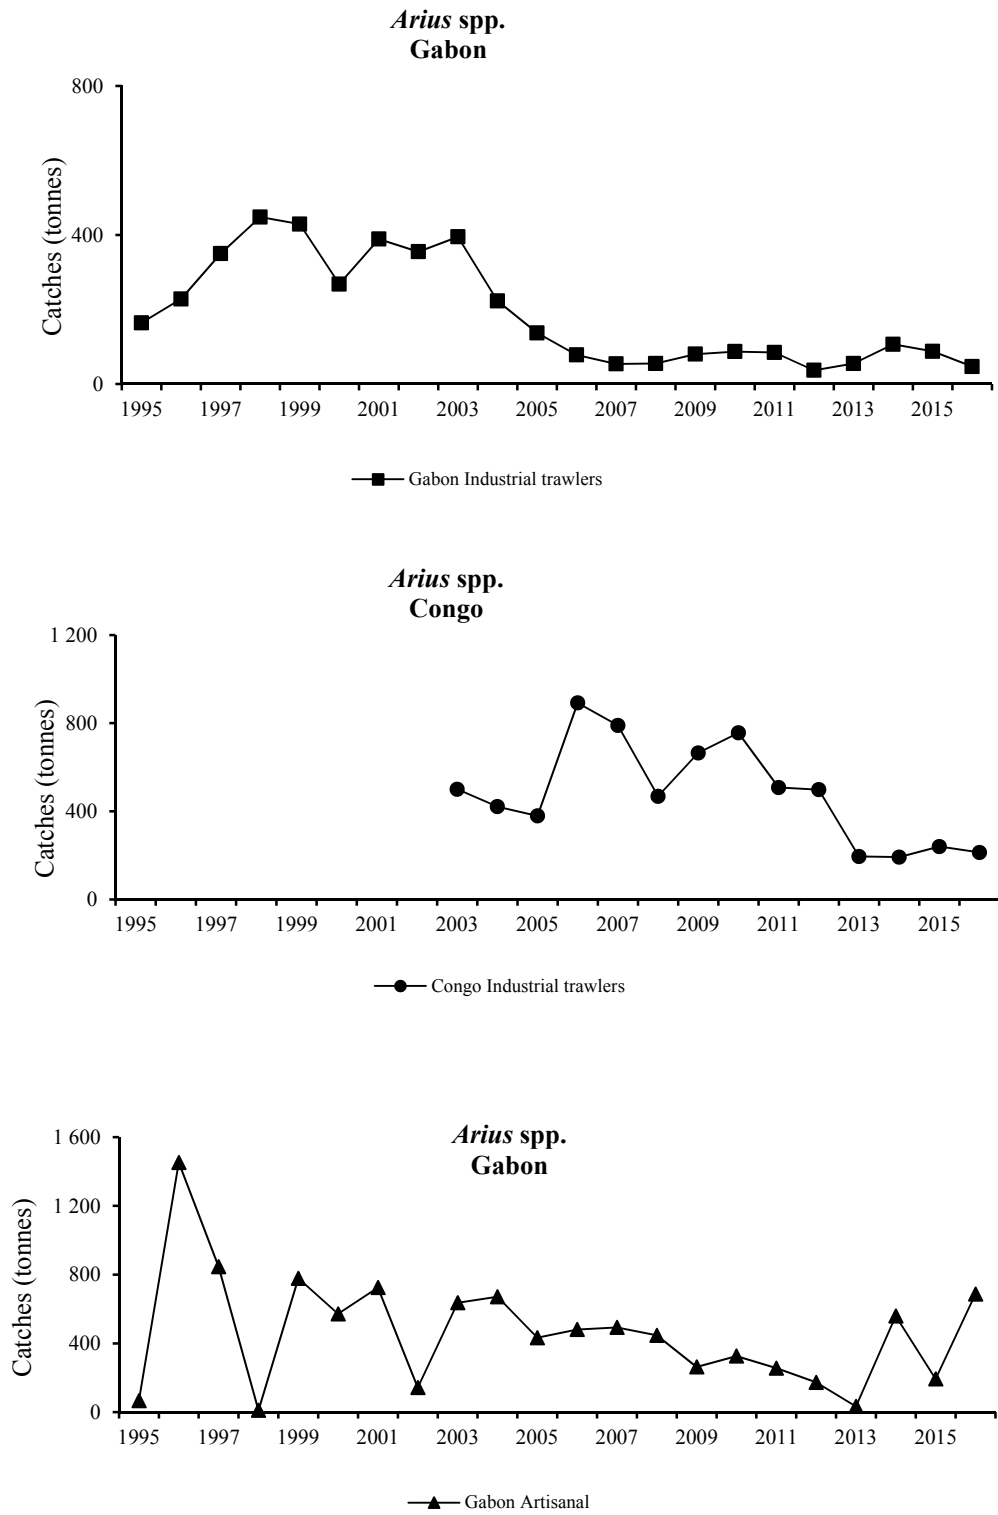 Arius spp.
Gabon
Catches (tonnes)
800
400
0
1995 1997 1999 2001 2003 2005 2007 2009 2011 2013 2015
Gabon Industrial trawlers
Arius spp.
Congo
Catches (tonnes)
1 200
800
400
0
1995 1997 1999 2001 2003 2005 2007 2009 2011 2013 2015
Congo Industrial trawlers
Arius spp.
Gabon
Catches (tonnes)
1 600
1 200
800
400
0
1995 1997 1999 2001 2003 2005 2007 2009 2011 2013 2015
Gabon Artisanal